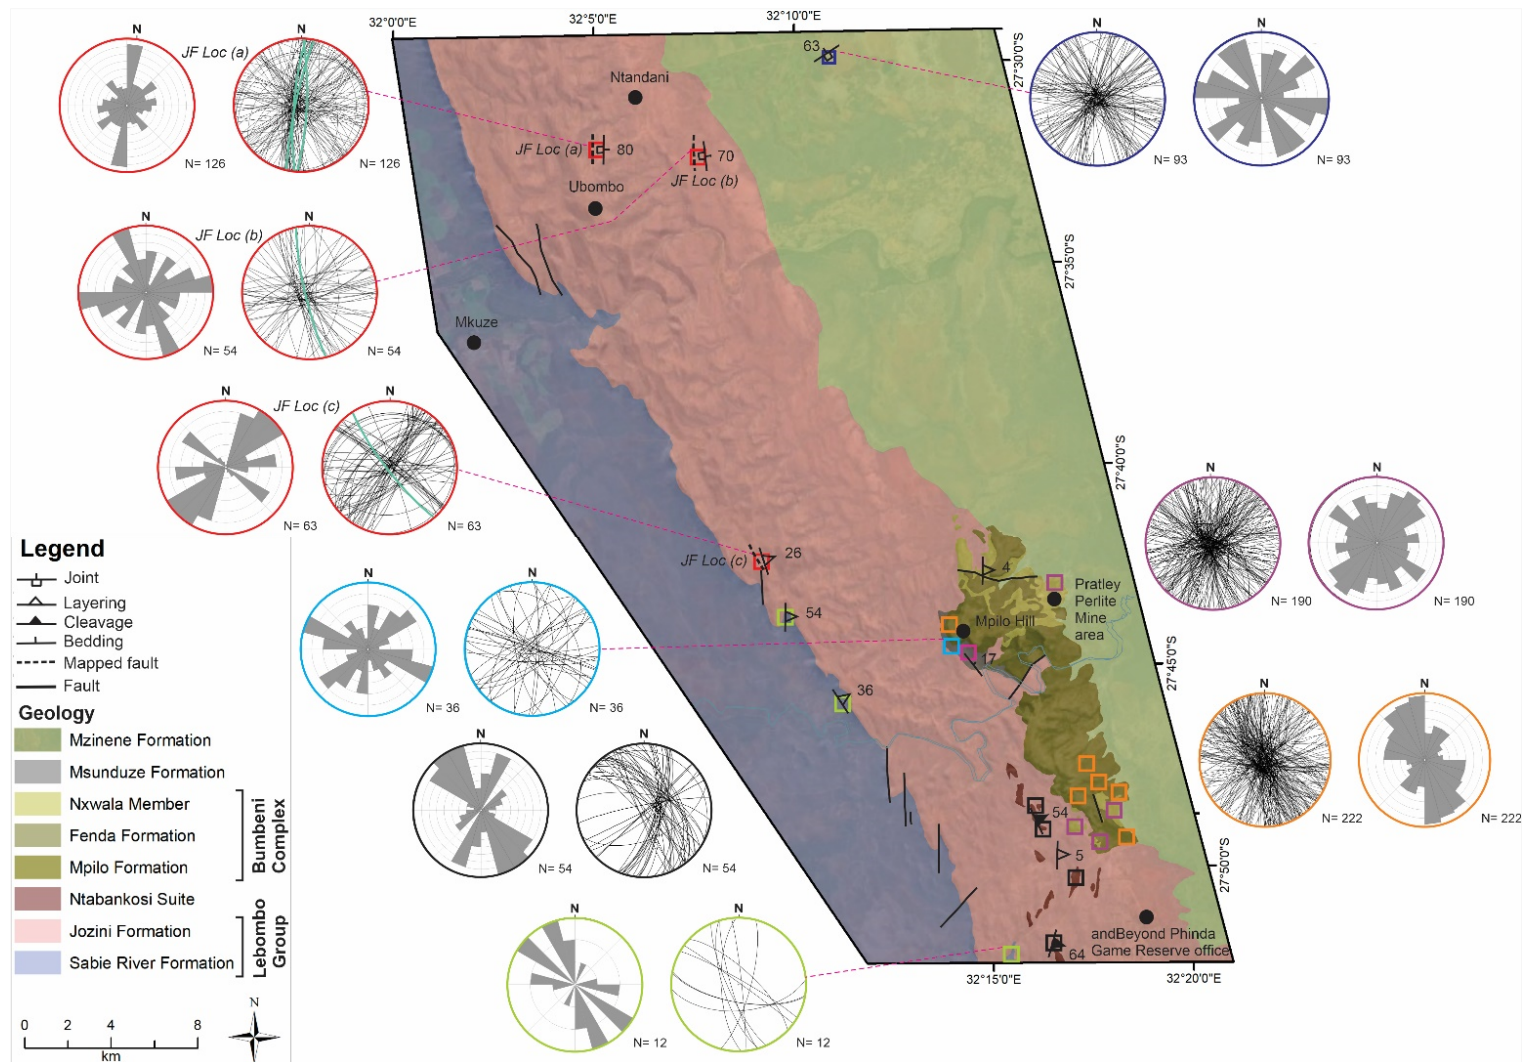 32°0'0"E
32°5'0"E
32°10'0"E
N
JF Loc (a)
N
N= 126
N= 126
63
27°30'0"S
N
N= 93
N
N= 93
Ntandani
JF Loc (a)
80
70
JF Loc (b)
Ubombo
N
JF Loc (b)
N
N= 54
N= 54
27°35'0"S
Mkuze
N
JF Loc (c)
N
N= 63
N= 63
27°40'0"S
JF Loc (c)
26
54
36
4
Pratley
Perlite
Mine
area
Mpilo Hill
17
27°45'0"S
N
N= 190
N
N= 190
N
N= 36
N
N= 36
N
N= 54
N
N= 54
N
N= 222
N
N= 222
54
5
27°50'0"S
64
andBeyond Phinda
Game Reserve office
N
N= 12
N
N= 12
32°15'0"E
32°20'0"E
Legend
Joint
Layering
Cleavage
Bedding
Mapped fault
Fault
Geology
Mzinene Formation
Msunduze Formation
Nxwala Member
Fenda Formation
Mpilo Formation
Bumbeni
Complex
Ntabankosi Suite
Jozini Formation
Sabie River Formation
Lebombo
Group
N
0 2 4 8
km